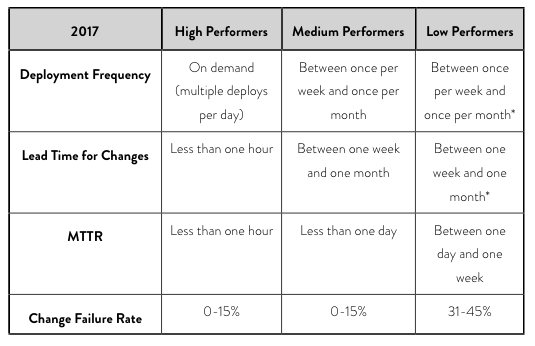 2017 High Performers Medium Performers Low Performers
Deployment Frequency On demand Between once per Between once
(multiple deploys week and once per per week and
per day) month once per month*
Lead Time for Changes Less than one hour Between one week Between one
and one month week and one
month*
MTTR Less than one hour Less than one day Between one
day and one
week
Change Failure Rate 0-15% 0-15% 31-45%